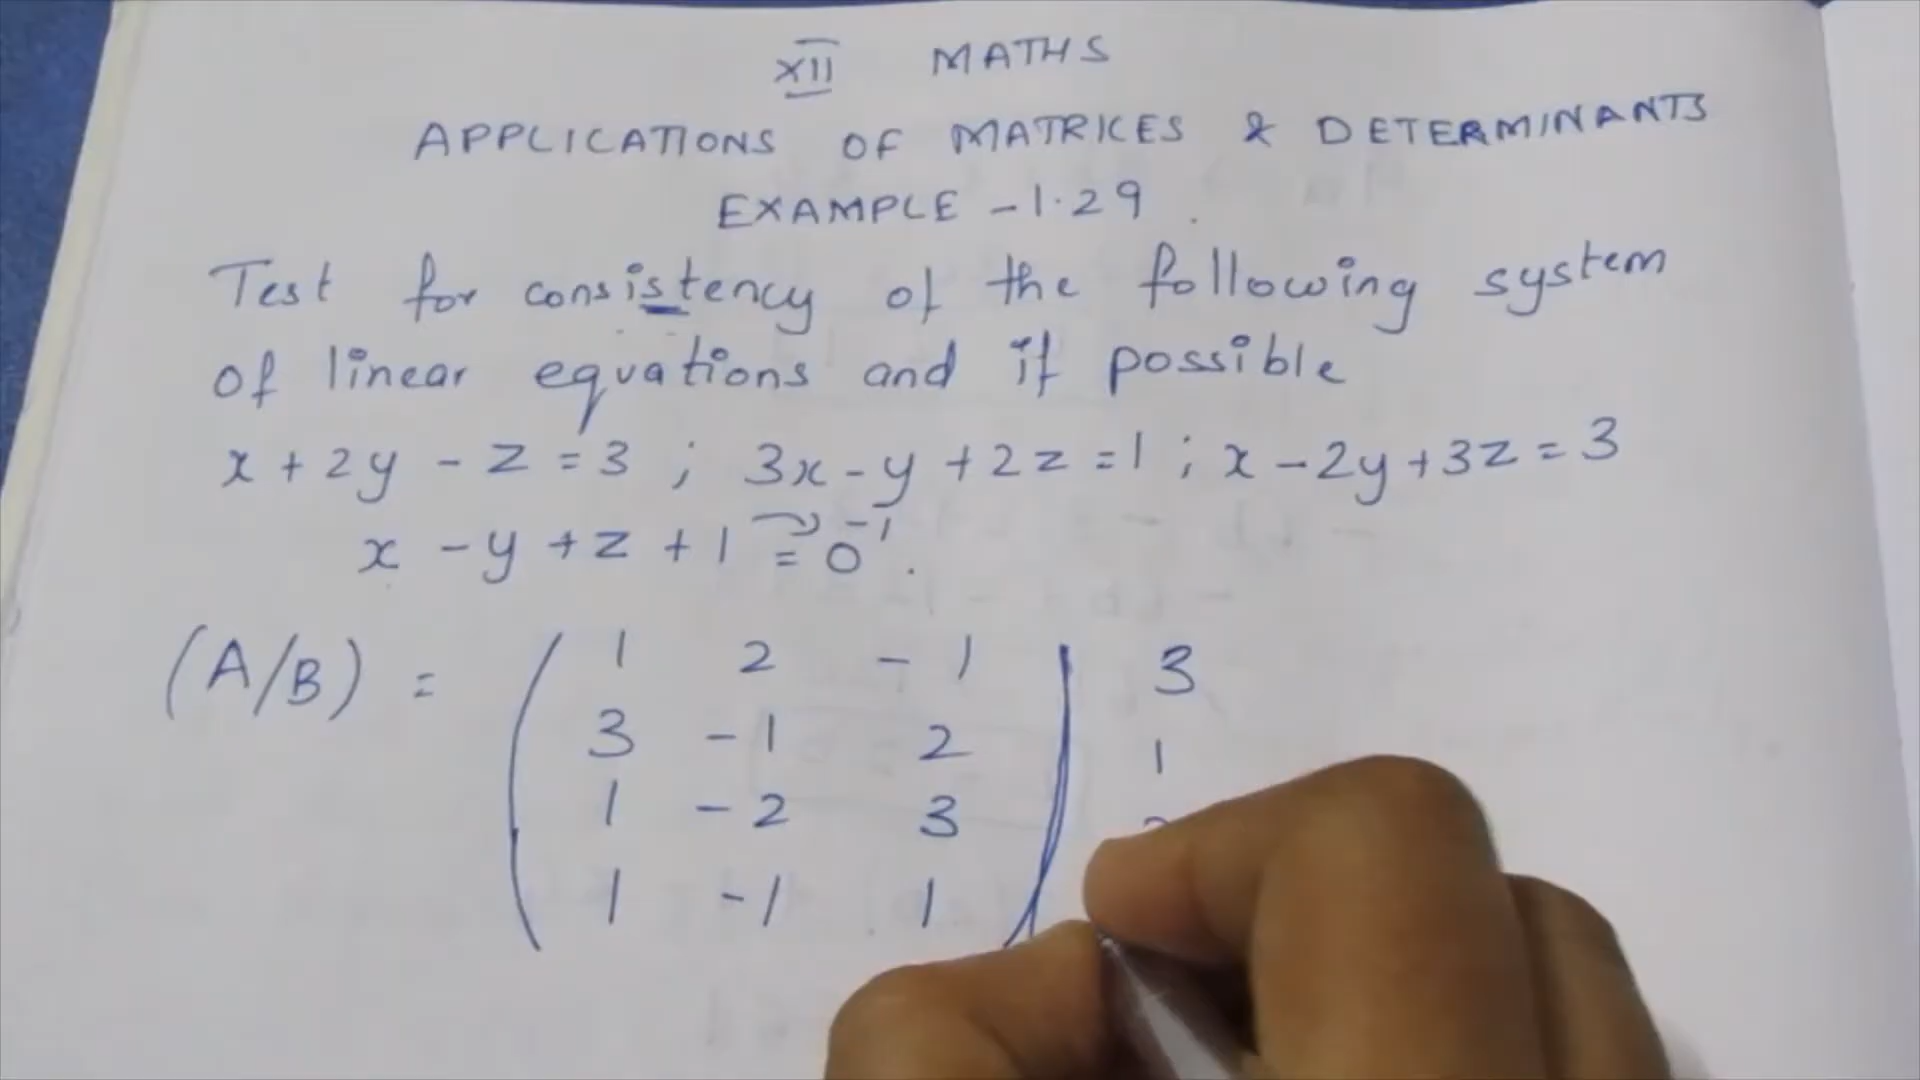 XII MATHS
APPLICATIONS OF MATRICES & DETERMINANTS
EXAMPLE - 1.29
Test for consistency of the following system
of linear equations and if possible
x + 2y - z = 3 ; 3x - y + 2z = 1 ; x - 2y + 3z = 3
x - y + z + 1 = 0 -1 .
(A/B) = ( 1 2 -1 | 3
3 -1 2 | 1
1 -2 3 |
1 -1 1 |